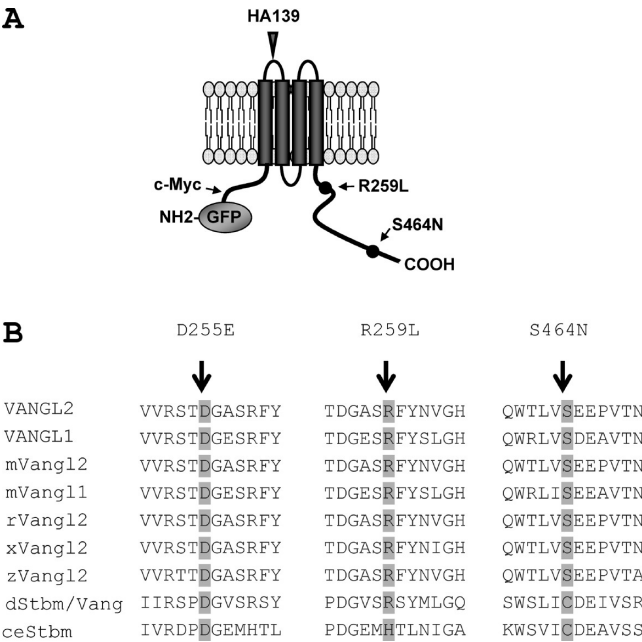 A
HA139
c-Myc
R259L
NH2-GFP
S464N
COOH
B
D255E R259L S464N
VANGL2 VVRSTDGASRFY TDGASRFYNVGH QWTLVSEEPVTN
VANGL1 VVRSTDGESRFY TDGESRFYSLGH QWRLVSDEAVTN
mVangl2 VVRSTDGASRFY TDGASRFYNVGH QWTLVSEEPVTN
mVangl1 VVRSTDGESRFY TDGESRFYSLGH QWRLISEEAVTN
rVangl2 VVRSTDGASRFY TDGASRFYNVGH QWTLVSEEPVTN
xVangl2 VVRSTDGASRFY TDGASRFYNIGH QWTLVSEEPVTN
zVangl2 VVRTTDGASRFY TDGASRFYNVGH QWTLVSEEPVTA
dStbm/Vang IIRSPDGVSRSY PDGVSRSYMLGQ SWSLICDEIVSR
ceStbm IVRDPDGEMHTL PDGEMHTLNIGA KWSVICDEAVSS